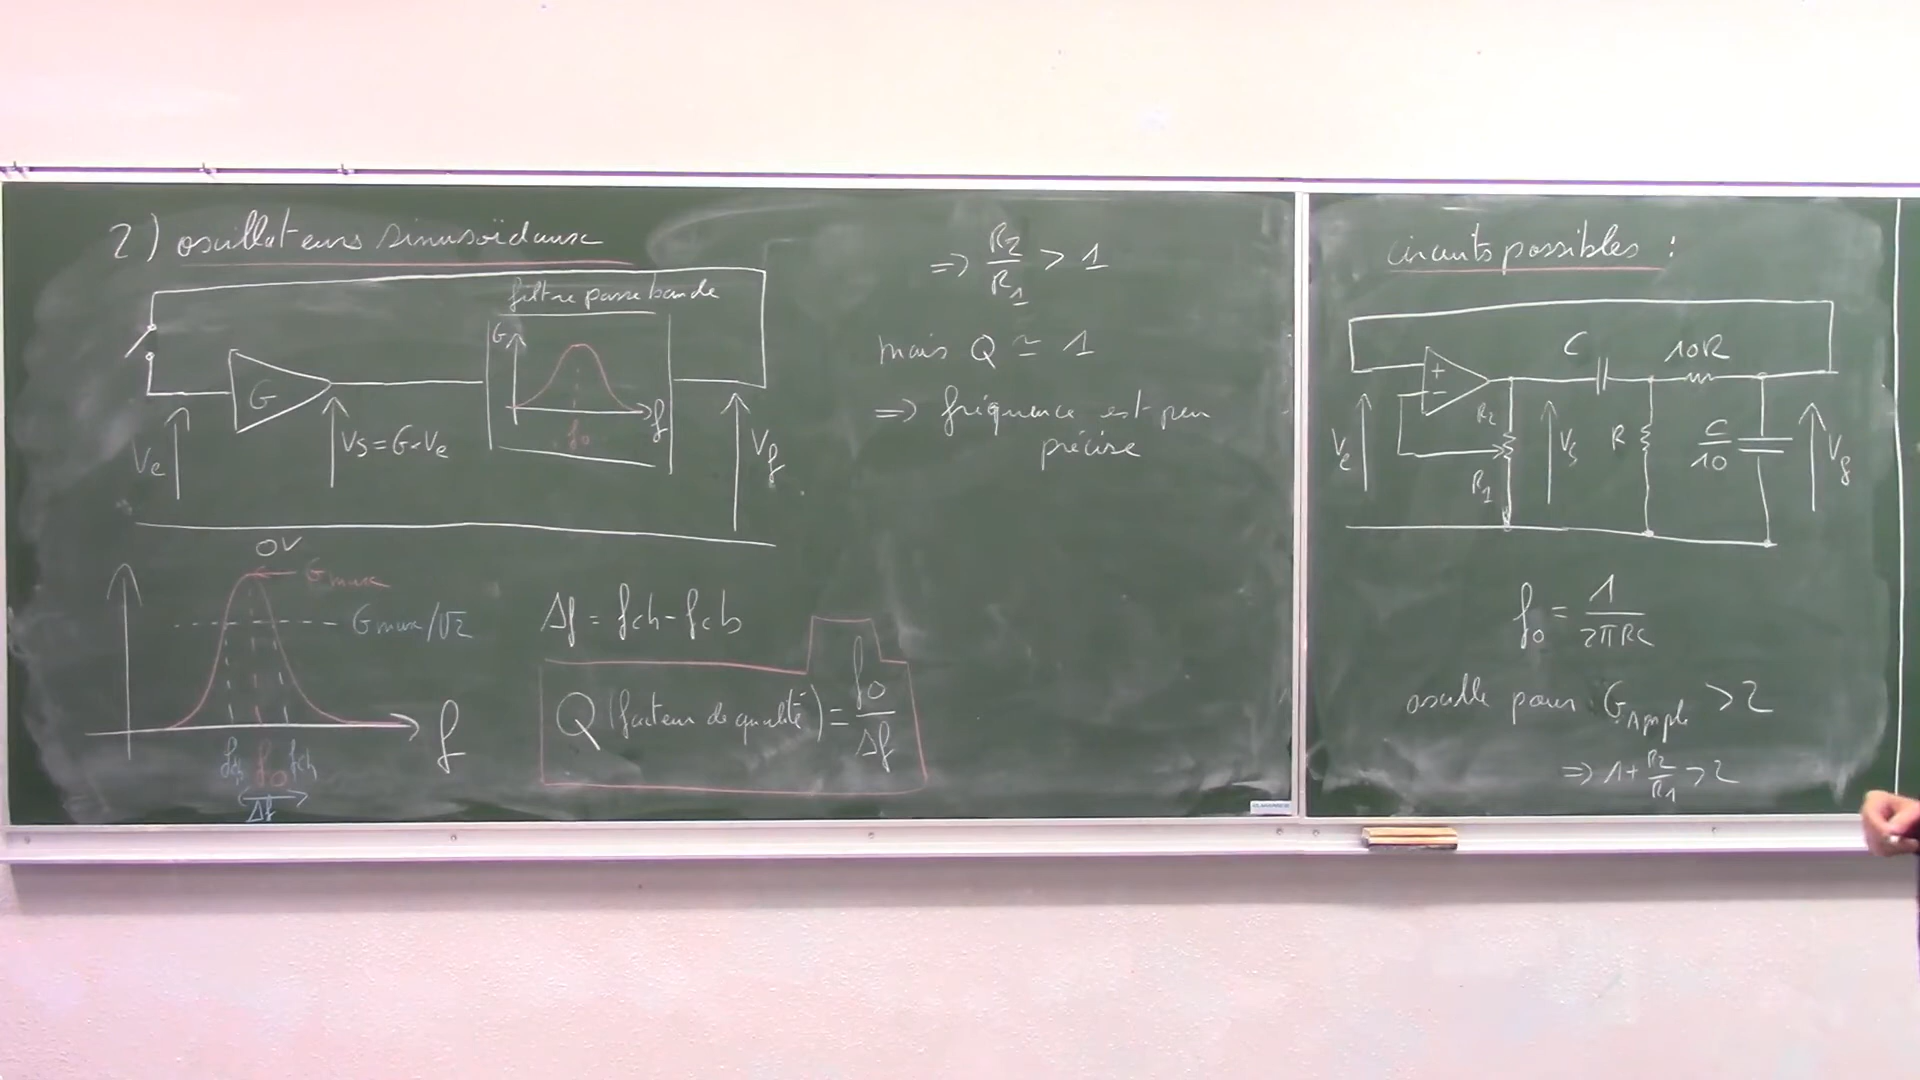 2) oscillateurs sinusoïdaux
filtre passe bande
G
f
f0
G
Ve
Vs = G·Ve
Vf
0V
Gmax
Gmax/√2
f
fcb f0 fch
Δf
Δf = fch - fcb
Q (facteur de qualité) = f0/Δf
=> R2/R1 > 1
mais Q ≃ 1
=> fréquence est peu
précise
circuits possibles :
C
10R
+
-
R2
R1
Ve
Vs
R
C/10
Vf
f0 = 1/2πRC
oscille pour GAmpli > 2
=> 1 + R2/R1 > 2